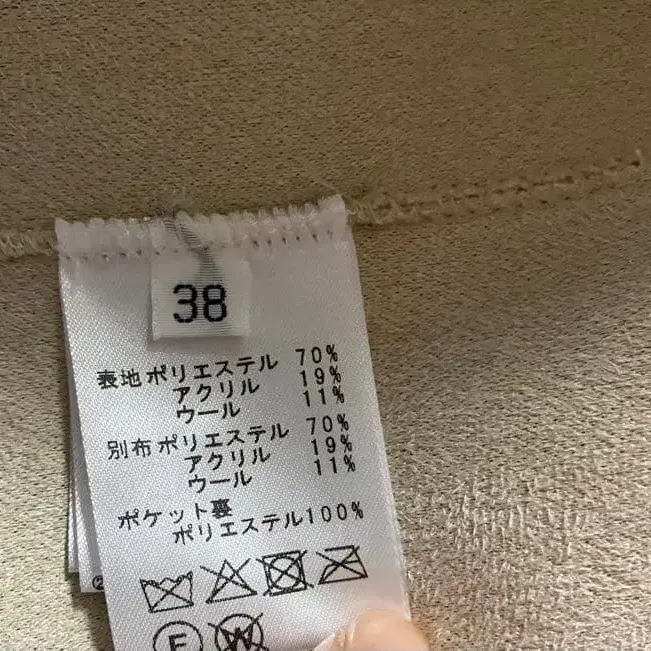 38
表地ポリエステル 70%
アクリル 19%
ウール 11%
別布ポリエステル 70%
アクリル 19%
ウール 11%
ポケット裏
ポリエステル100%
F W